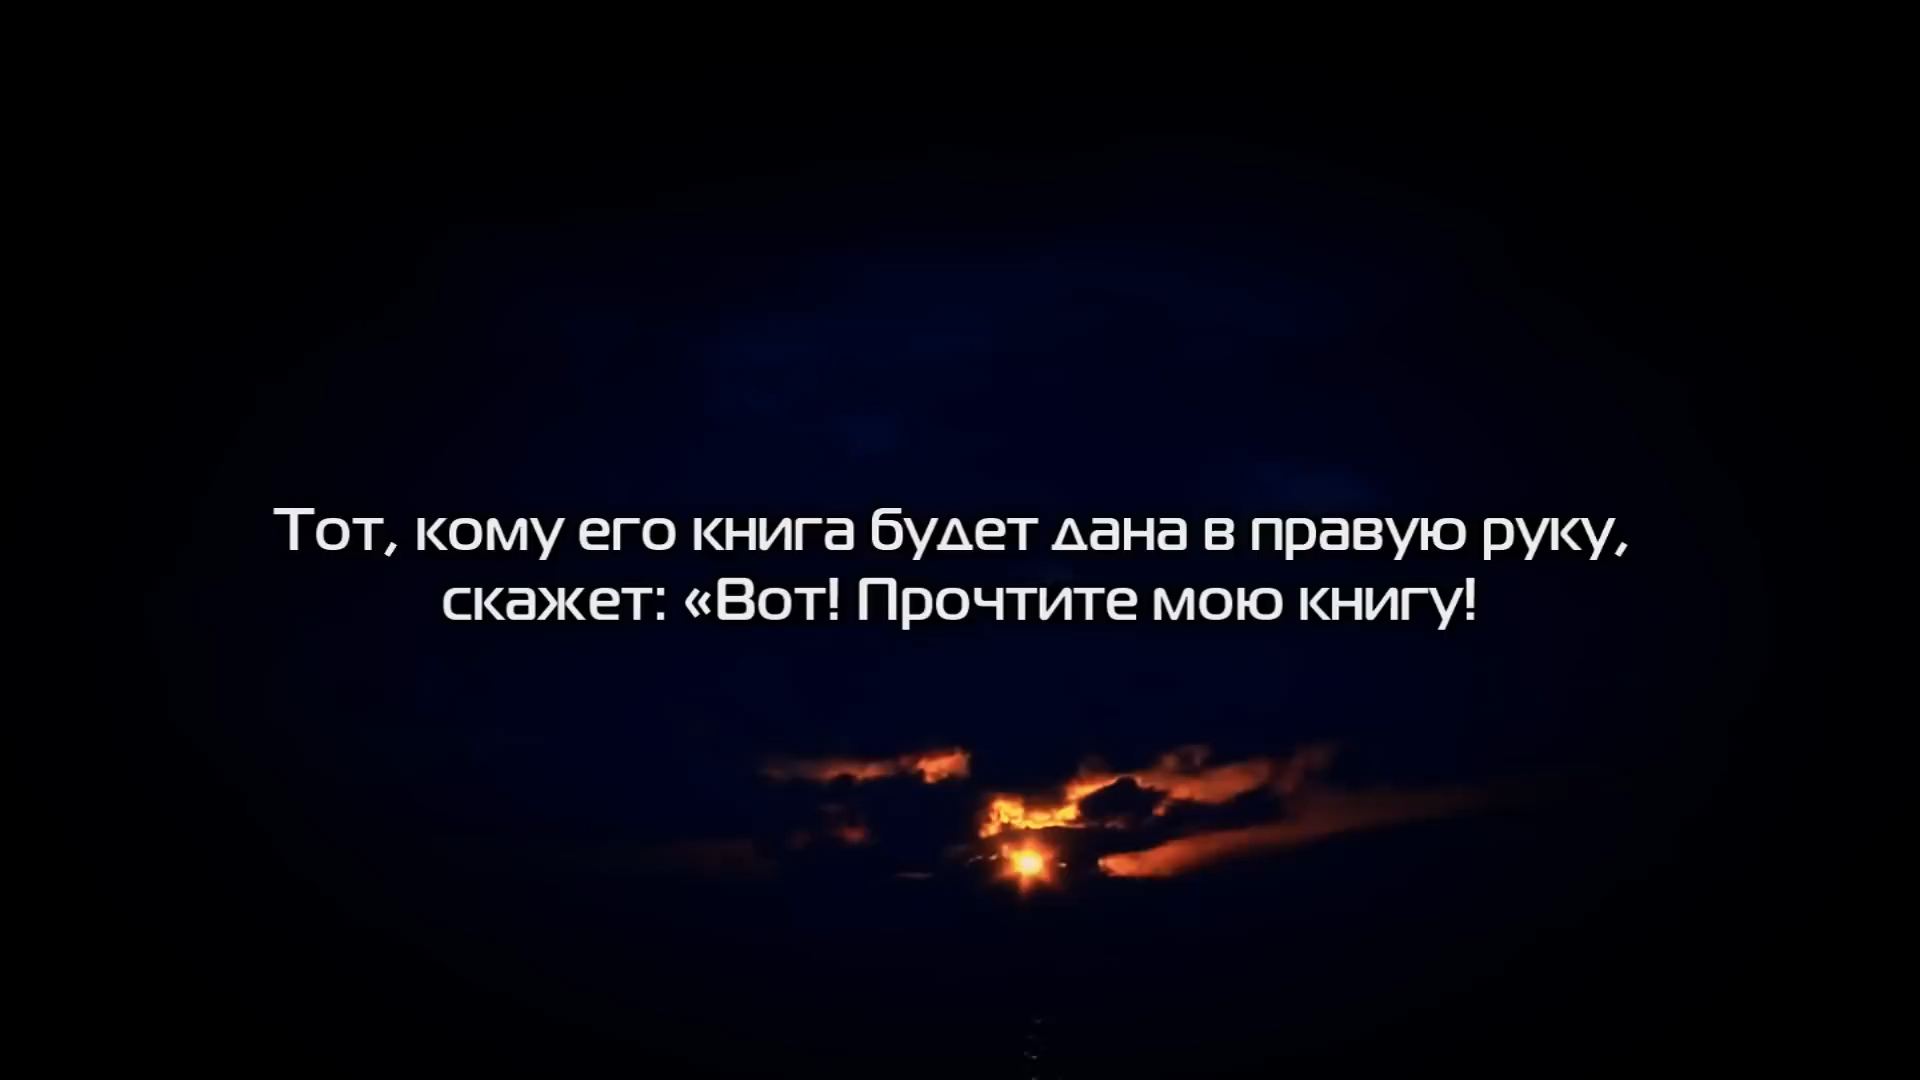 Тот, кому его книга будет дана в правую руку,
скажет: «Вот! Прочтите мою книгу!